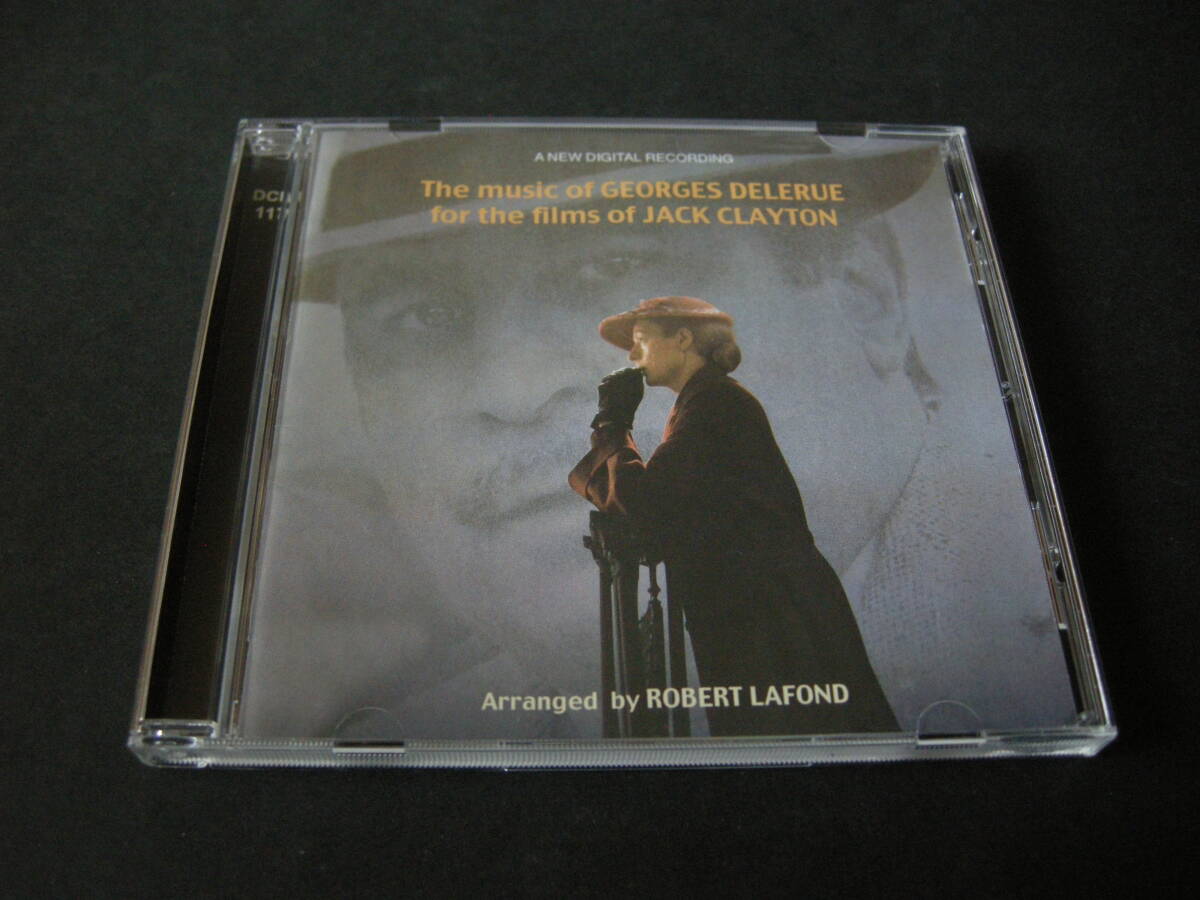 A NEW DIGITAL RECORDING
The music of GEORGES DELERUE
for the films of JACK CLAYTON
Arranged by ROBERT LAFOND